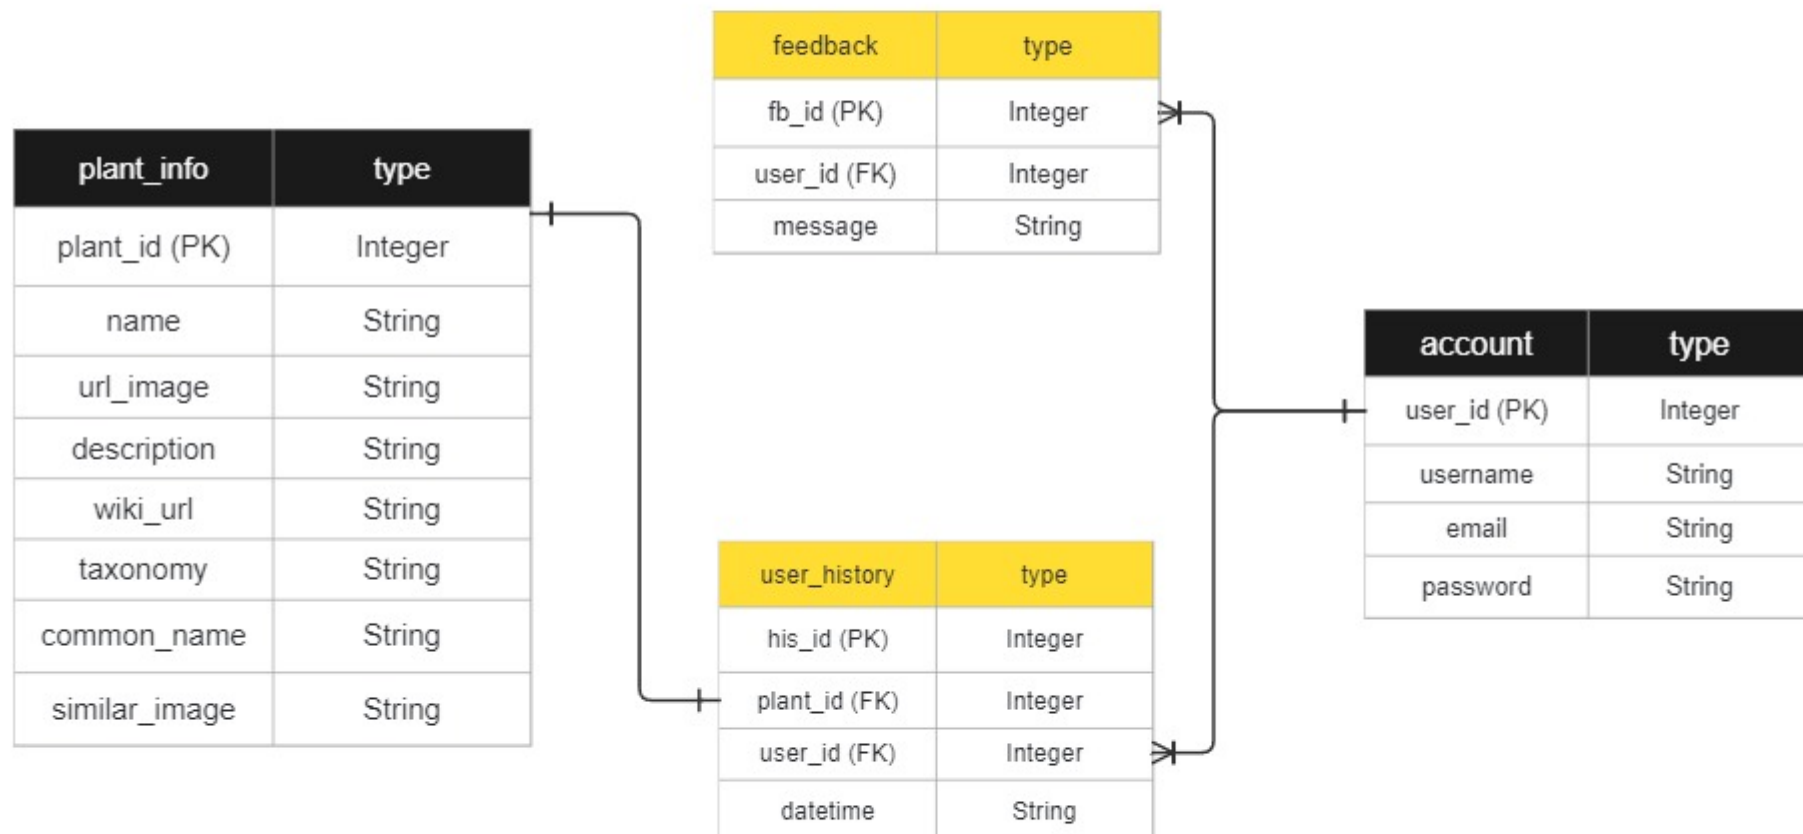 plant_info type
plant_id (PK) Integer
name String
url_image String
description String
wiki_url String
taxonomy String
common_name String
similar_image String
feedback type
fb_id (PK) Integer
user_id (FK) Integer
message String
user_history type
his_id (PK) Integer
plant_id (FK) Integer
user_id (FK) Integer
datetime String
account type
user_id (PK) Integer
username String
email String
password String